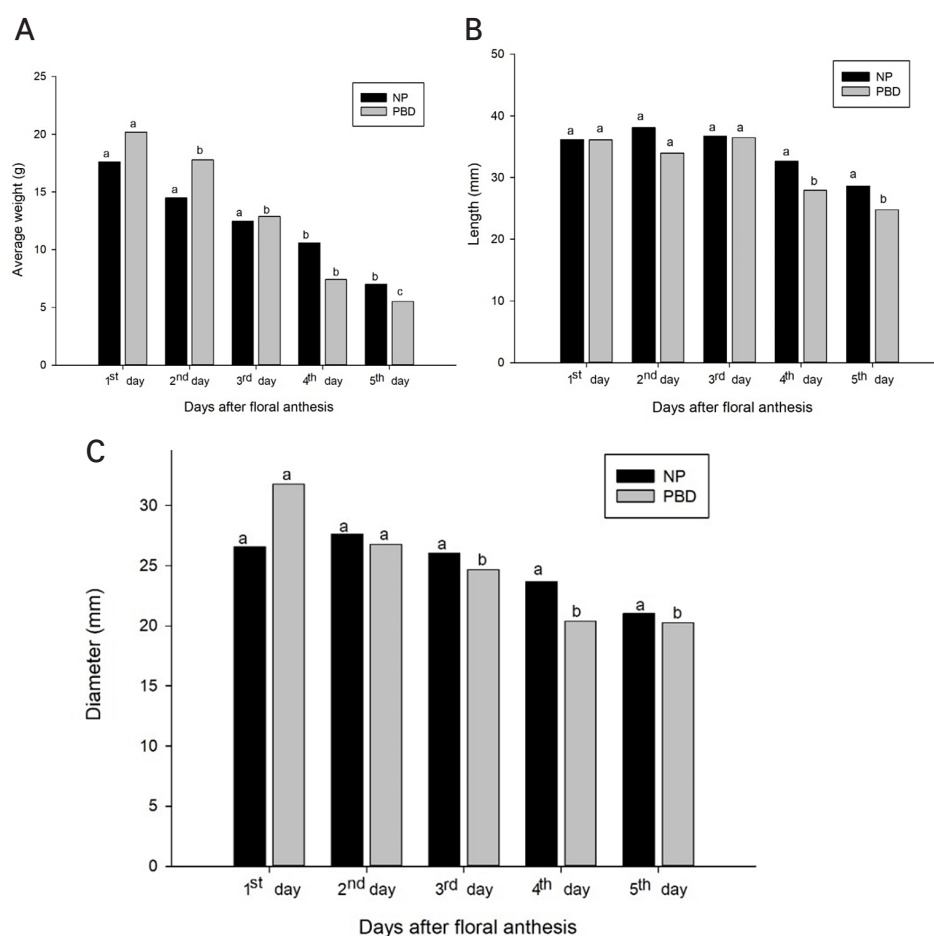 A
25
20
15
10
5
0
Average weight (g)
NP
PBD
a
a
a
b
a
b
b
b
b
c
1st day
2nd day
3rd day
4th day
5th day
Days after floral anthesis
B
50
40
30
20
10
0
Length (mm)
NP
PBD
a
a
a
a
a
a
a
b
a
b
1st day
2nd day
3rd day
4th day
5th day
Days after floral anthesis
C
30
25
20
15
10
5
0
Diameter (mm)
NP
PBD
a
a
a
a
a
b
a
b
a
b
1st day
2nd day
3rd day
4th day
5th day
Days after floral anthesis